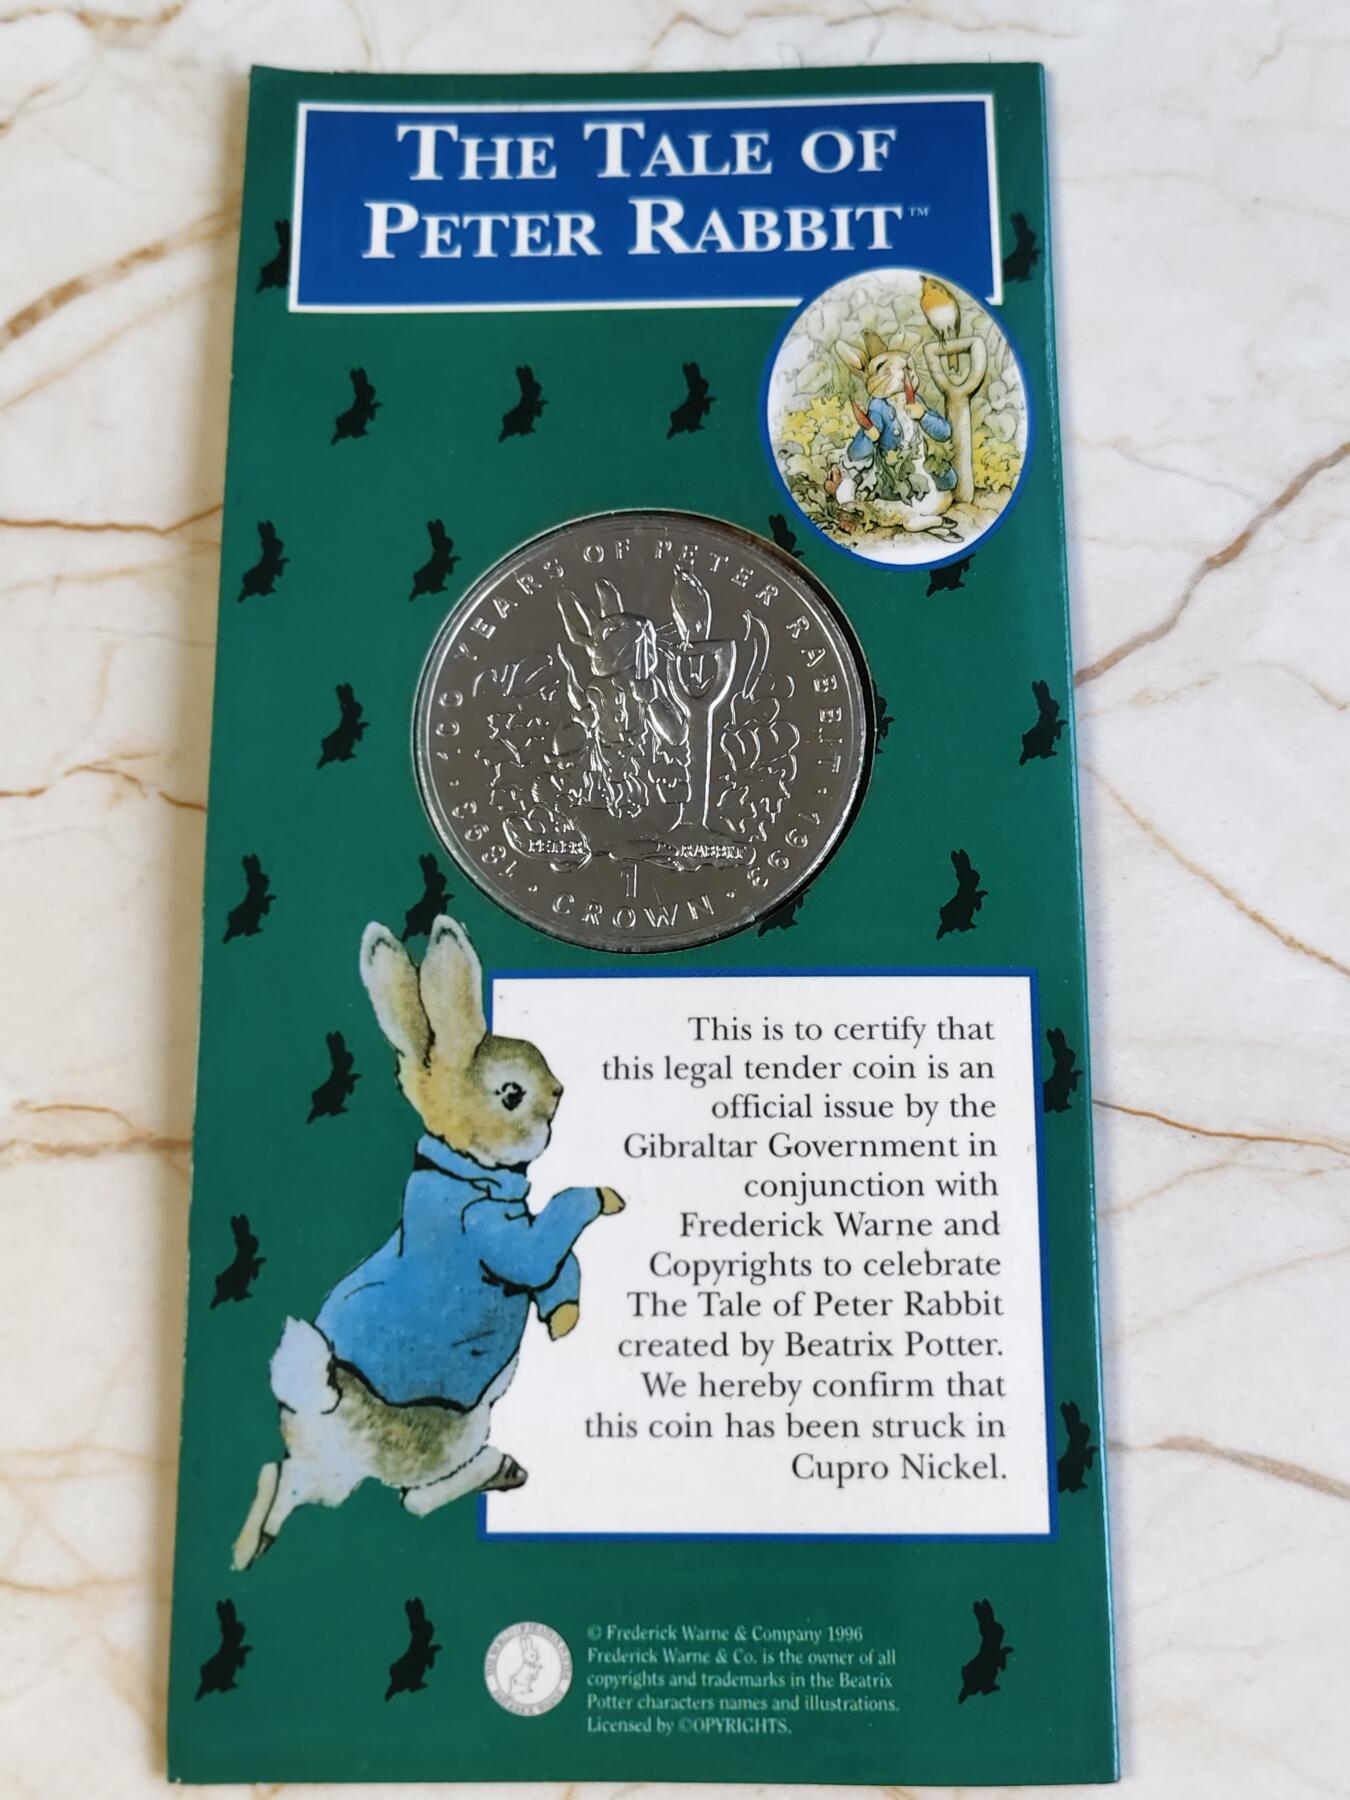 THE TALE OF
PETER RABBIT™
100 YEARS OF PETER RABBIT · 1993 ·
1893 ·
PETER RABBIT
1
CROWN
This is to certify that
this legal tender coin is an
official issue by the
Gibraltar Government in
conjunction with
Frederick Warne and
Copyrights to celebrate
The Tale of Peter Rabbit
created by Beatrix Potter.
We hereby confirm that
this coin has been struck in
Cupro Nickel.
© Frederick Warne & Company 1996
Frederick Warne & Co. is the owner of all
copyrights and trademarks in the Beatrix
Potter characters names and illustrations.
Licensed by ©OPYRIGHTS.